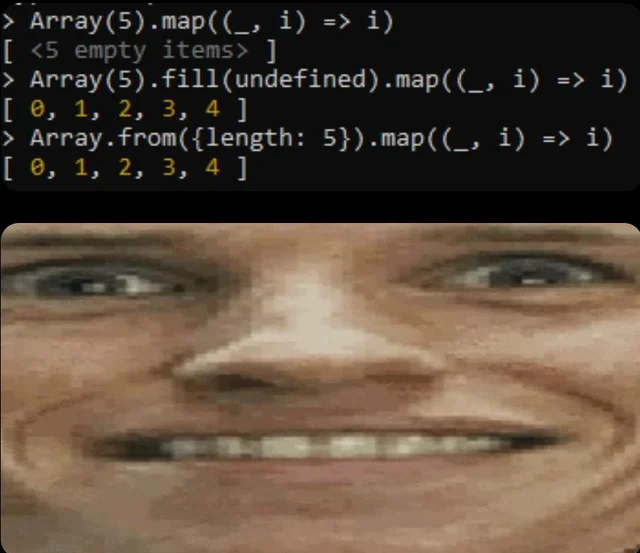 > Array(5).map((_, i) => i)
[ <5 empty items> ]
> Array(5).fill(undefined).map((_, i) => i)
[ 0, 1, 2, 3, 4 ]
> Array.from({length: 5}).map((_, i) => i)
[ 0, 1, 2, 3, 4 ]